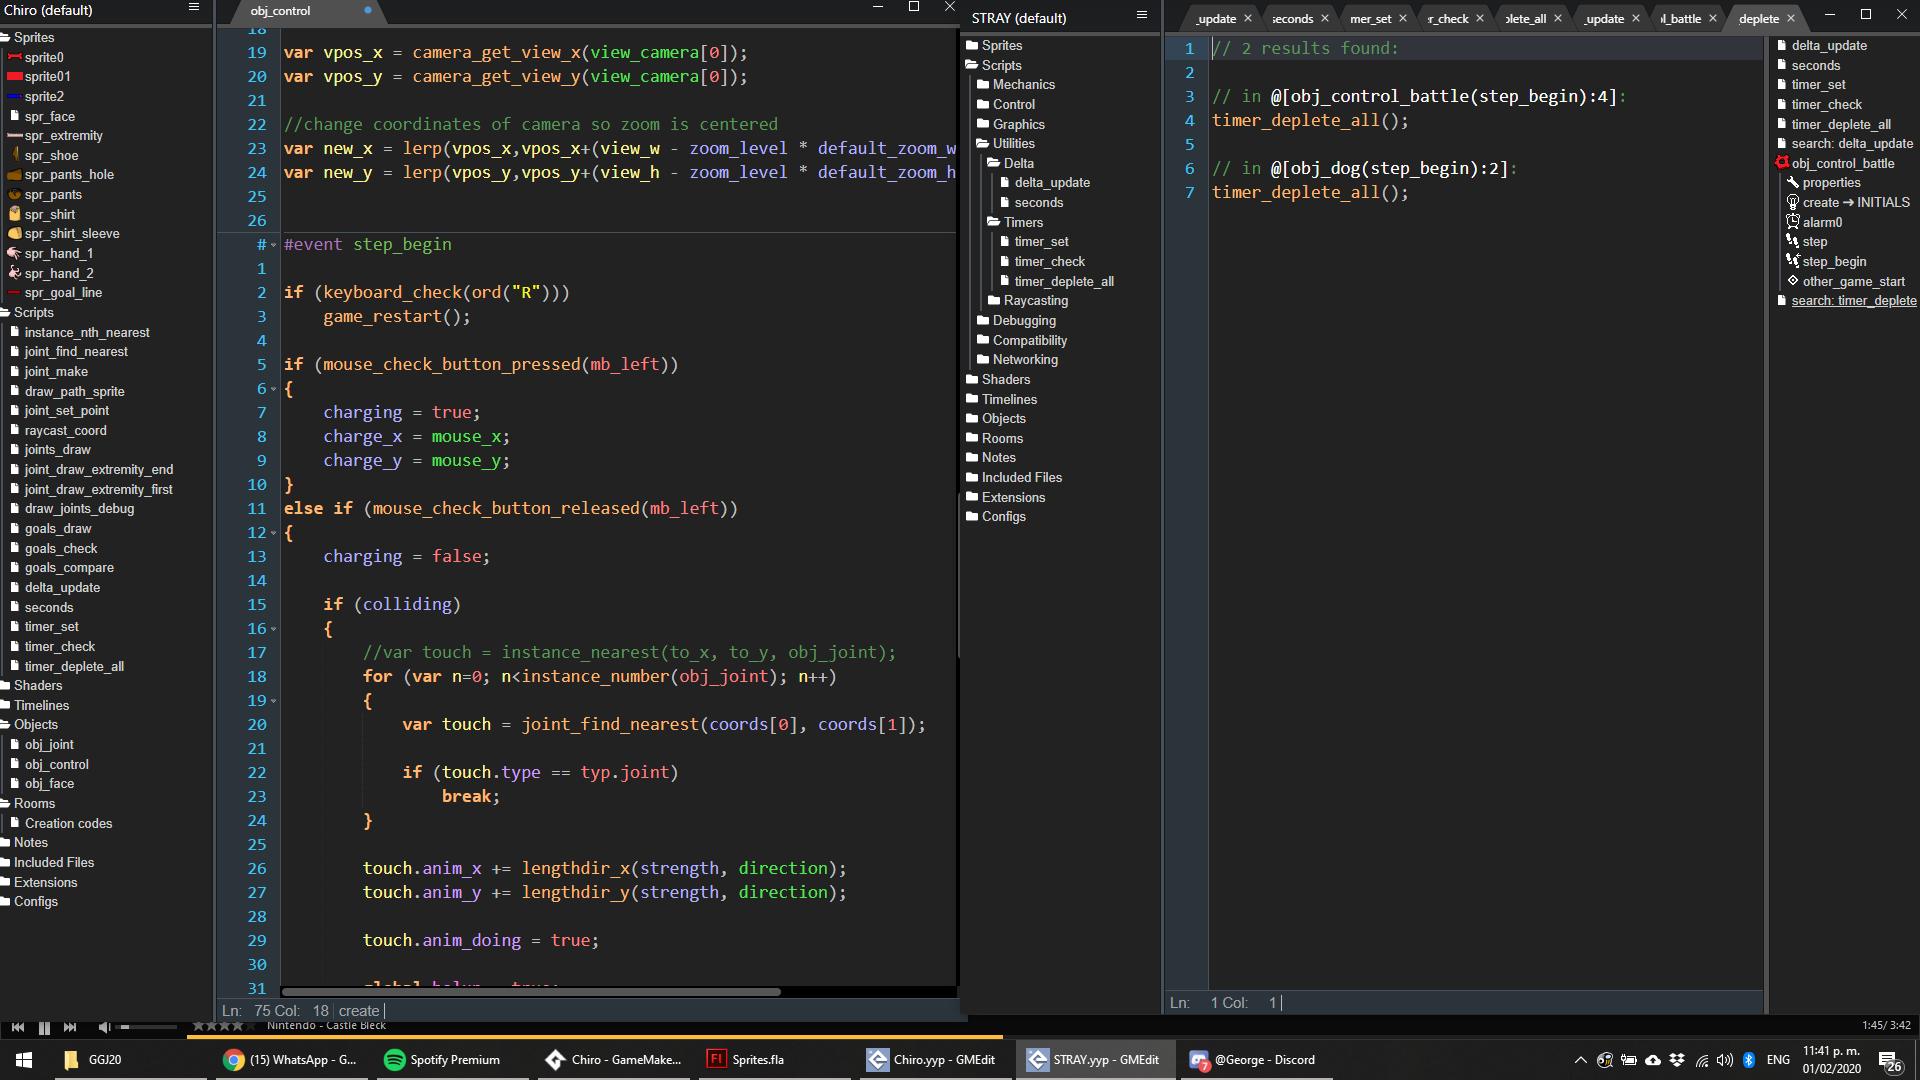 Chiro (default)
Sprites
sprite0
sprite01
sprite2
spr_face
spr_extremity
spr_shoe
spr_pants_hole
spr_pants
spr_shirt
spr_shirt_sleeve
spr_hand_1
spr_hand_2
spr_goal_line
Scripts
instance_nth_nearest
joint_find_nearest
joint_make
draw_path_sprite
joint_set_point
raycast_coord
joints_draw
joint_draw_extremity_end
joint_draw_extremity_first
draw_joints_debug
goals_draw
goals_check
goals_compare
delta_update
seconds
timer_set
timer_check
timer_deplete_all
Shaders
Timelines
Objects
obj_joint
obj_control
obj_face
Rooms
Creation codes
Notes
Included Files
Extensions
Configs
obj_control
18
19 var vpos_x = camera_get_view_x(view_camera[0]);
20 var vpos_y = camera_get_view_y(view_camera[0]);
21
22 //change coordinates of camera so zoom is centered
23 var new_x = lerp(vpos_x,vpos_x+(view_w - zoom_level * default_zoom_w
24 var new_y = lerp(vpos_y,vpos_y+(view_h - zoom_level * default_zoom_h
25
26
# #event step_begin
1
2 if (keyboard_check(ord("R")))
3 game_restart();
4
5 if (mouse_check_button_pressed(mb_left))
6 {
7 charging = true;
8 charge_x = mouse_x;
9 charge_y = mouse_y;
10 }
11 else if (mouse_check_button_released(mb_left))
12 {
13 charging = false;
14
15 if (colliding)
16 {
17 //var touch = instance_nearest(to_x, to_y, obj_joint);
18 for (var n=0; n<instance_number(obj_joint); n++)
19 {
20 var touch = joint_find_nearest(coords[0], coords[1]);
21
22 if (touch.type == typ.joint)
23 break;
24 }
25
26 touch.anim_x += lengthdir_x(strength, direction);
27 touch.anim_y += lengthdir_y(strength, direction);
28
29 touch.anim_doing = true;
30
31
Ln: 75 Col: 18 create
STRAY (default)
Sprites
Scripts
Mechanics
Control
Graphics
Utilities
Delta
delta_update
seconds
Timers
timer_set
timer_check
timer_deplete_all
Raycasting
Debugging
Compatibility
Networking
Shaders
Timelines
Objects
Rooms
Notes
Included Files
Extensions
Configs
_update × seconds × mer_set × r_check × plete_all × _update × l_battle × deplete ×
1 // 2 results found:
2
3 // in @[obj_control_battle(step_begin):4]:
4 timer_deplete_all();
5
6 // in @[obj_dog(step_begin):2]:
7 timer_deplete_all();
Ln: 1 Col: 1
delta_update
seconds
timer_set
timer_check
timer_deplete_all
search: delta_update
obj_control_battle
properties
create → INITIALS
alarm0
step
step_begin
other_game_start
search: timer_deplete
Nintendo - Castle Bleck
1:45/ 3:42
GGJ20
(15) WhatsApp - G...
Spotify Premium
Chiro - GameMake...
Fl Sprites.fla
Chiro.yyp - GMEdit
STRAY.yyp - GMEdit
7 @George - Discord
ENG
11:41 p. m.
01/02/2020
26